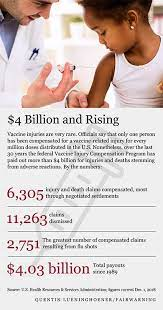 $4 Billion and Rising
Vaccine injuries are very rare. Officials say that only one
person has been compensated for a vaccine-related injury for every
million doses distributed in the U.S. Nonetheless, over the last
30 years the federal Vaccine Injury Compensation Program has
paid out more than $4 billion for injuries and deaths stemming
from adverse reactions. By the numbers:
6,305 injury and death claims compensated, most
through negotiated settlements
11,263 claims
dismissed
2,751 The greatest number of compensated claims
resulting from flu shots
$4.03 billion Total payouts
since 1989
Source: U.S. Health Resources & Services Administration; figures current Dec. 1, 2018
QUENTIN LUENINGHOENER/FAIRWARNING